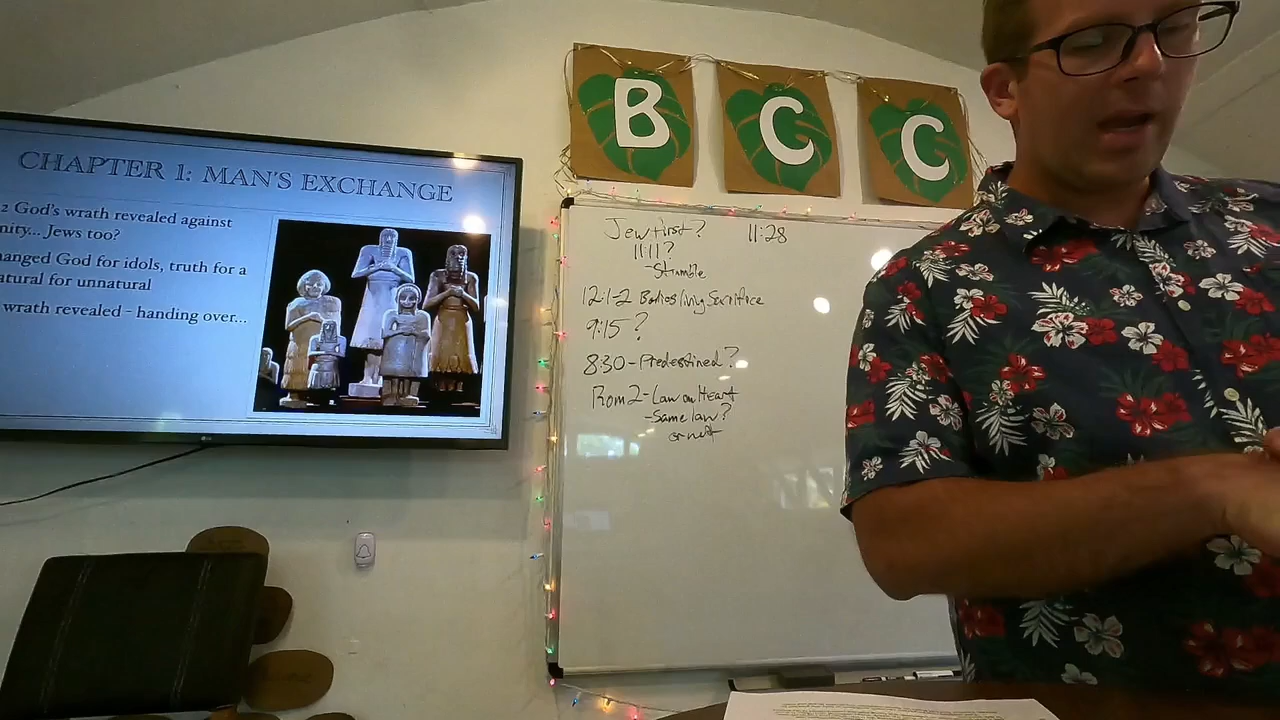 CHAPTER 1: MAN'S EXCHANGE
2 God's wrath revealed against
nity... Jews too?
anged God for idols, truth for a
atural for unnatural
wrath revealed - handing over...
LG
B C C
Jew first? 11:28
11:11?
-Stumble
12:1-2 Bodies living Sacrifice
9:15?
8:30-Predestined?
Rom 2-Law on Heart
-Same law?
or not